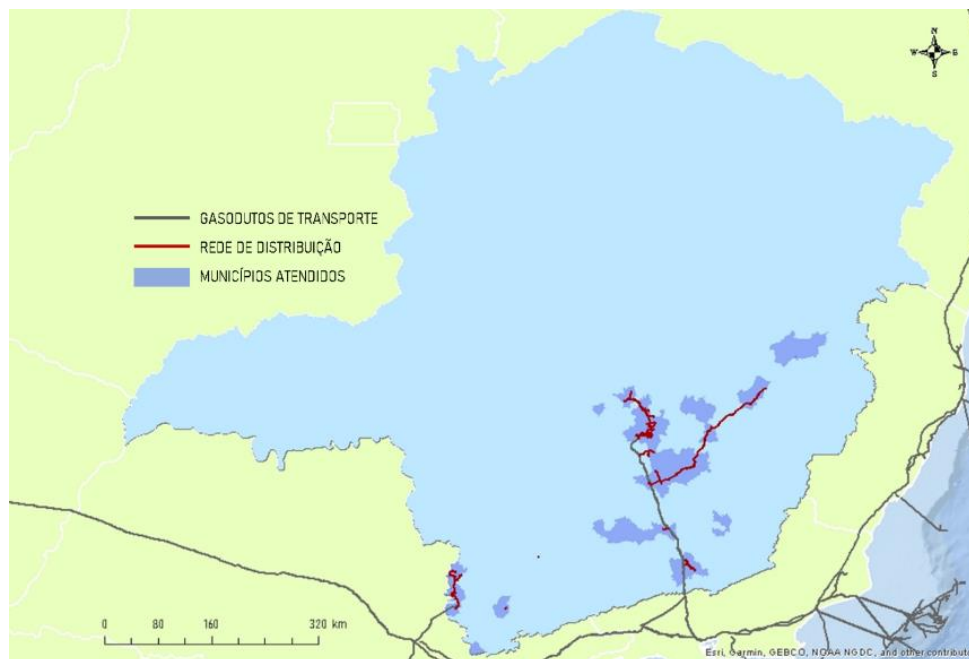 N
W E
S
GASODUTOS DE TRANSPORTE
REDE DE DISTRIBUIÇÃO
MUNICÍPIOS ATENDIDOS
0 80 160 320 km
Esri, Garmin, GEBCO, NOAA NGDC, and other contribut